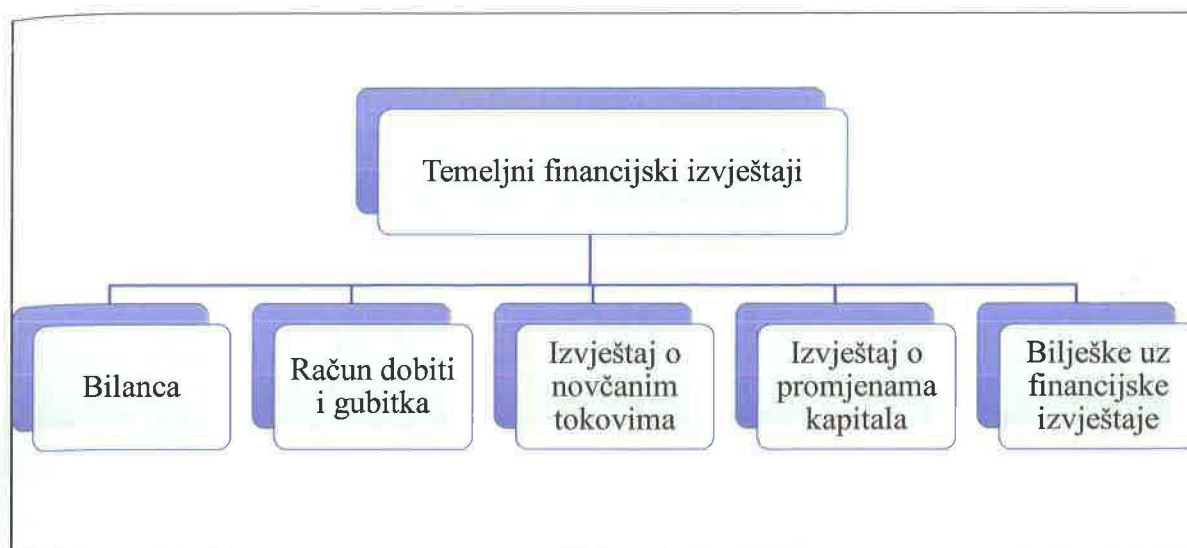 Temeljni financijski izvještaji
Bilanca
Račun dobiti
i gubitka
Izvještaj o
novčanim
tokovima
Izvještaj o
promjenama
kapitala
Bilješke uz
financijske
izvještaje